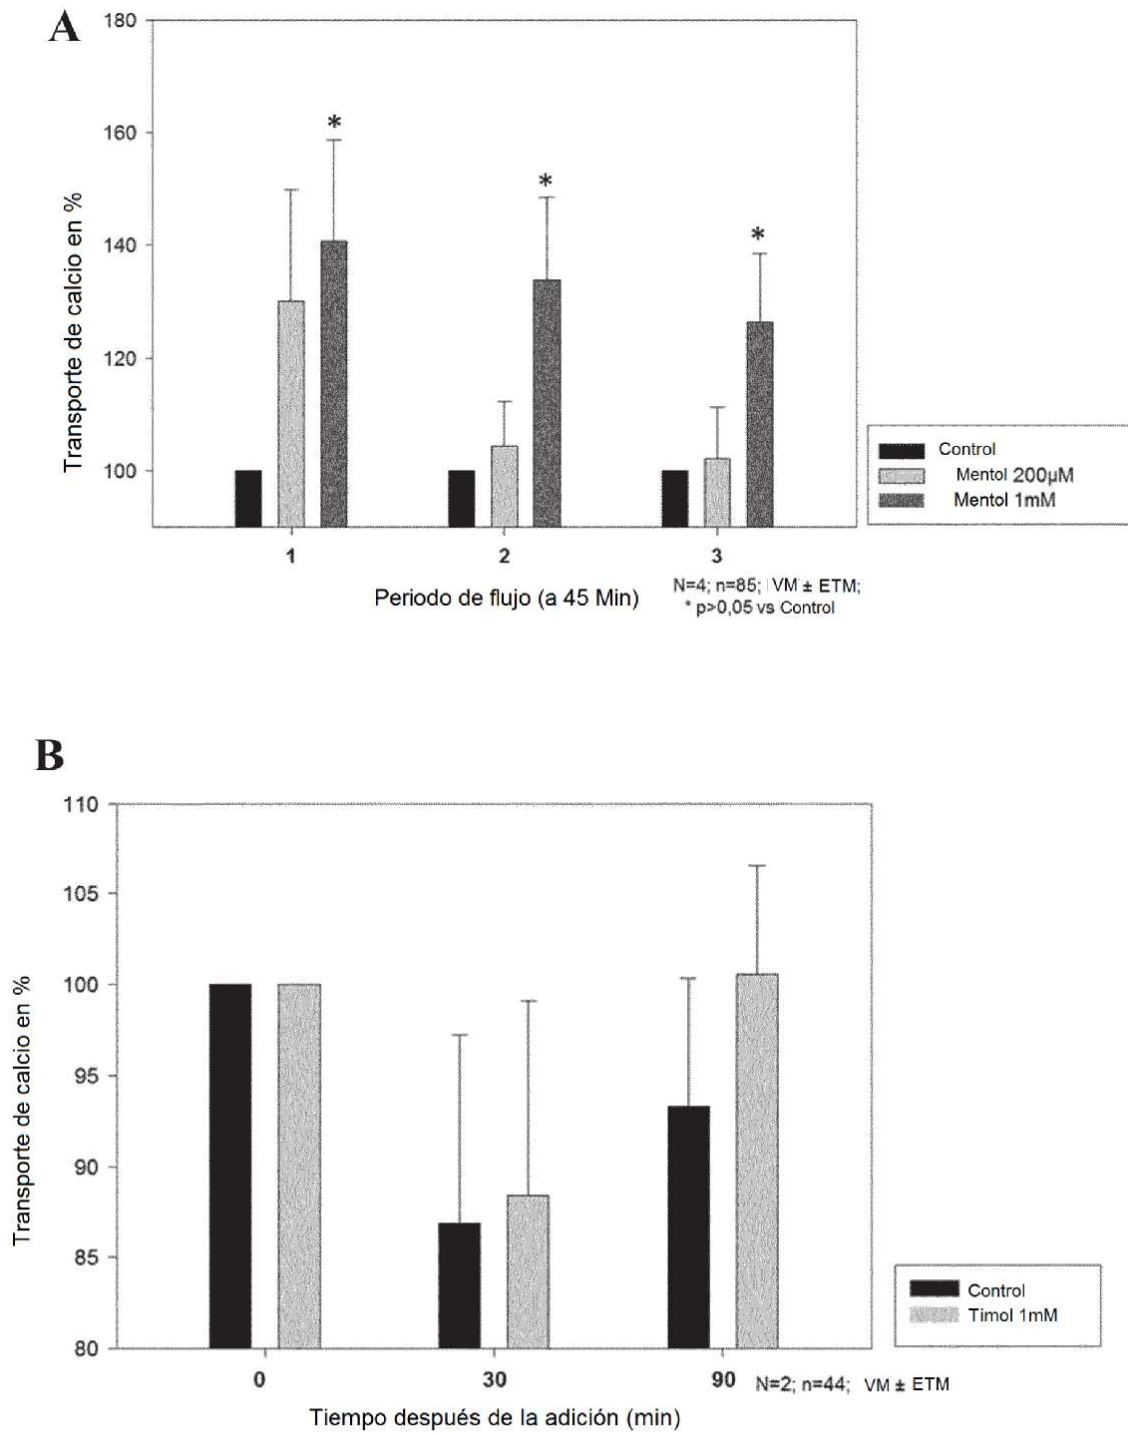 A
180
160
140
120
100
Transporte de calcio en %
*
*
*
1 2 3
Periodo de flujo (a 45 Min)
N=4; n=85; VM ± ETM;
* p>0,05 vs Control
Control
Mentol 200µM
Mentol 1mM
B
110
105
100
95
90
85
80
Transporte de calcio en %
0 30 90
Tiempo después de la adición (min)
N=2; n=44; VM ± ETM
Control
Timol 1mM